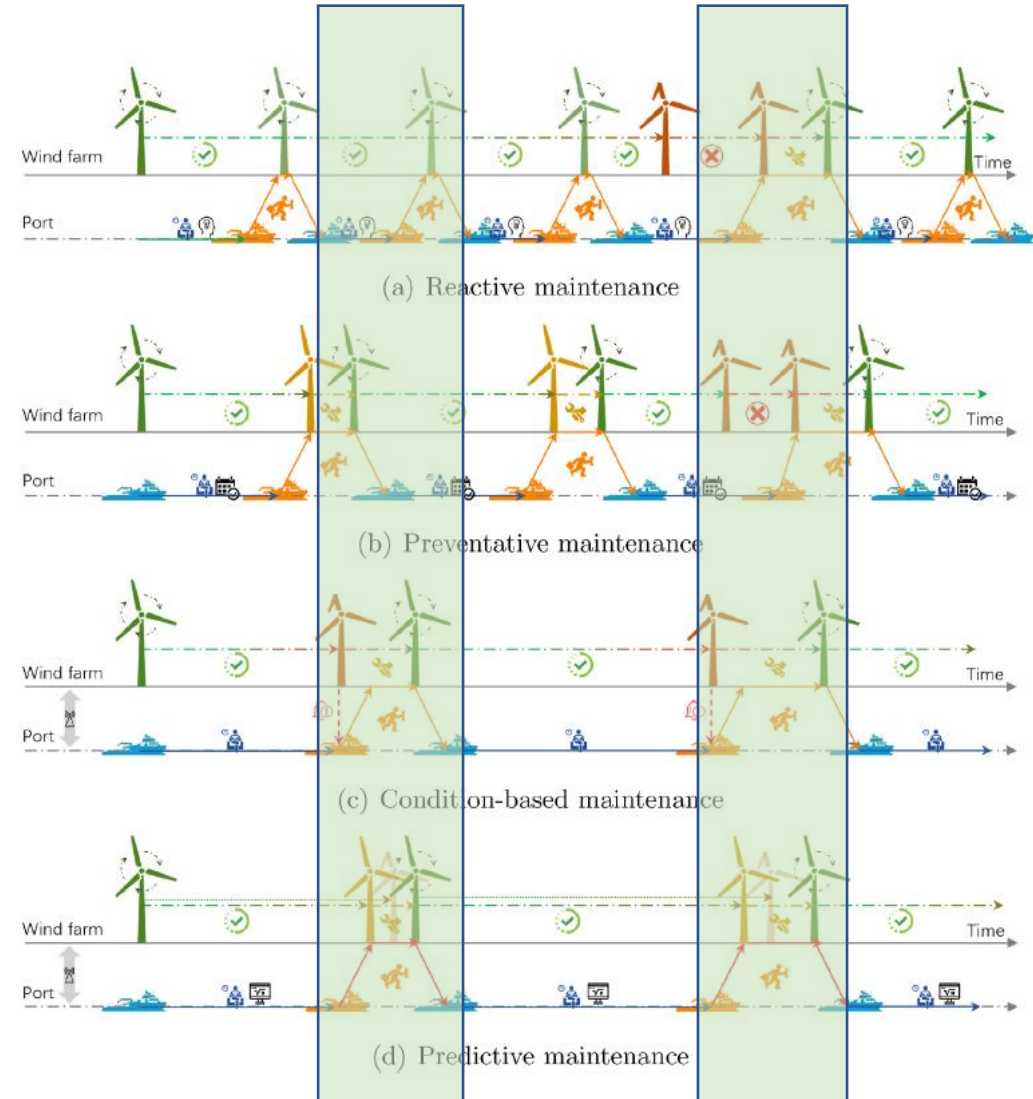 Wind farm
Time
Port
(a) Reactive maintenance
Wind farm
Time
Port
(b) Preventative maintenance
Wind farm
Time
Port
(c) Condition-based maintenance
Wind farm
Time
Port
(d) Predictive maintenance